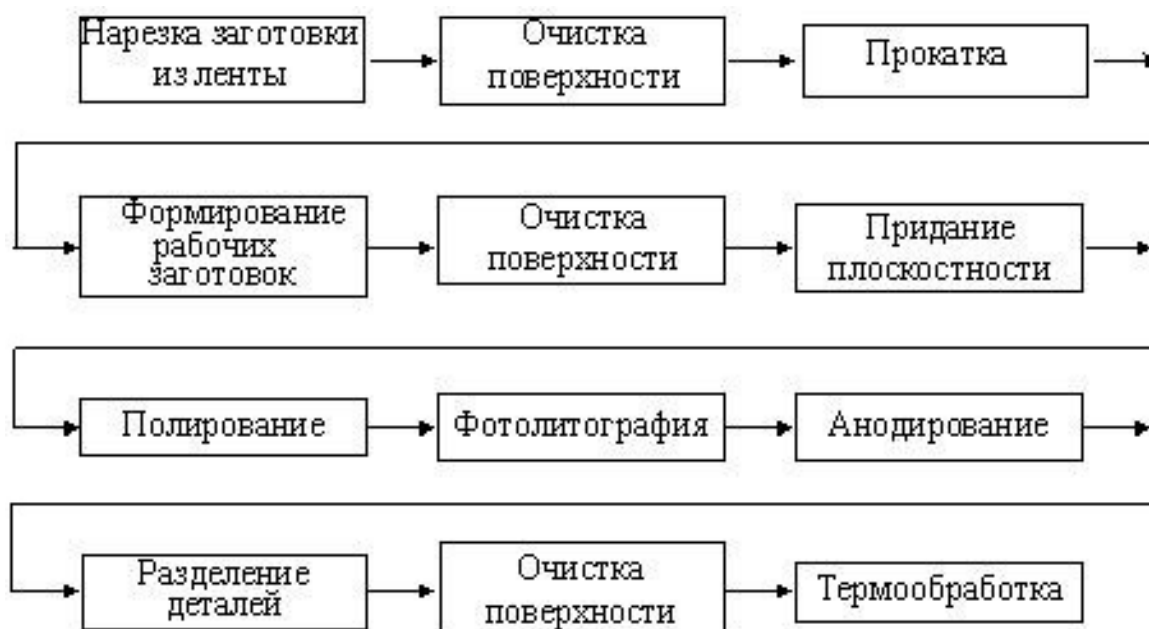 Нарезка заготовки
из ленты
Очистка
поверхности
Прокатка
Формирование
рабочих
заготовок
Очистка
поверхности
Придание
плоскостности
Полирование
Фотолитография
Анодирование
Разделение
деталей
Очистка
поверхности
Термообработка